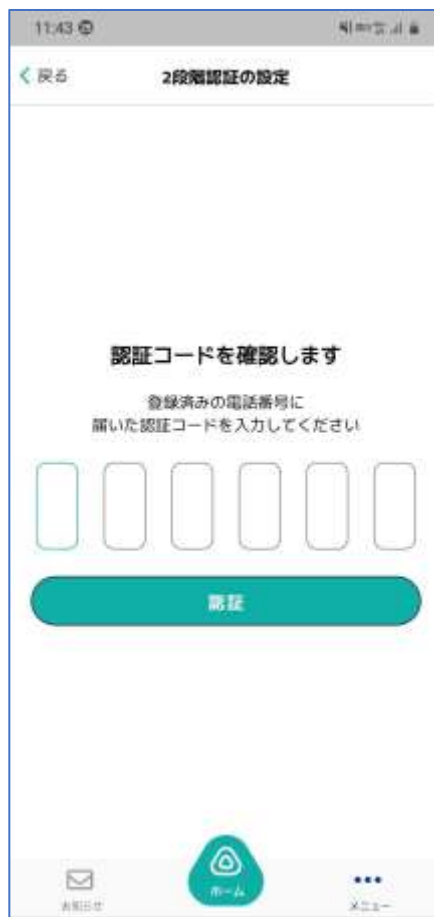 11:43
戻る
2段階認証の設定
認証コードを確認します
登録済みの電話番号に
届いた認証コードを入力してください
認証
お知らせ
ホーム
メニュー